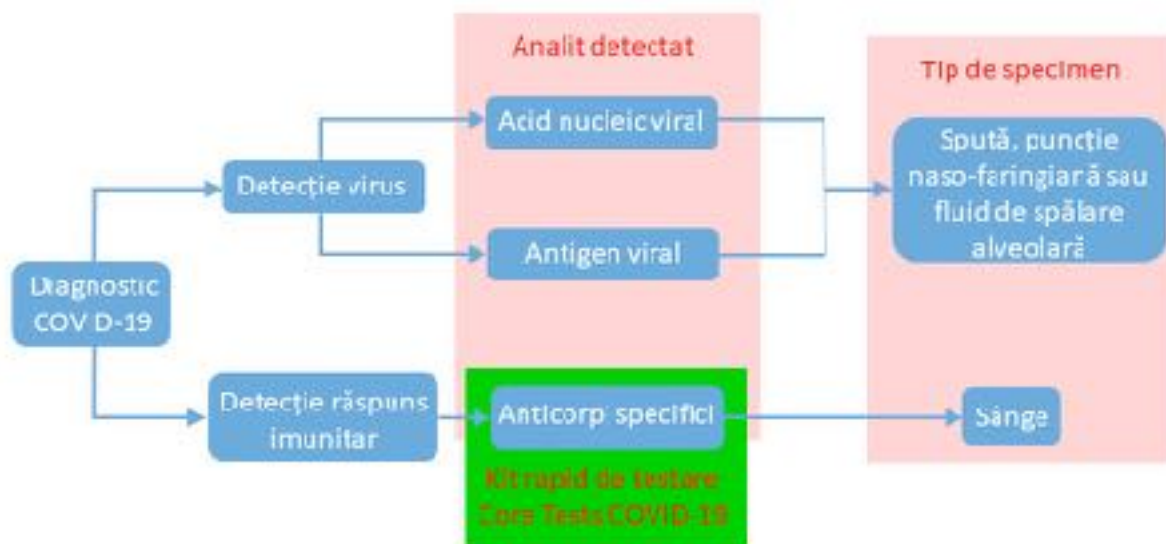 Analit detectat
Tip de specimen
Acid nucleic viral
Spută, puncție
naso-faringiară sau
fluid de spălare
alveolară
Detecție virus
Antigen viral
Diagnostic
COVID-19
Detecție răspuns
imunitar
Anticorpi specifici
Sânge
Kit rapid de testare
Core Tests COVID-19